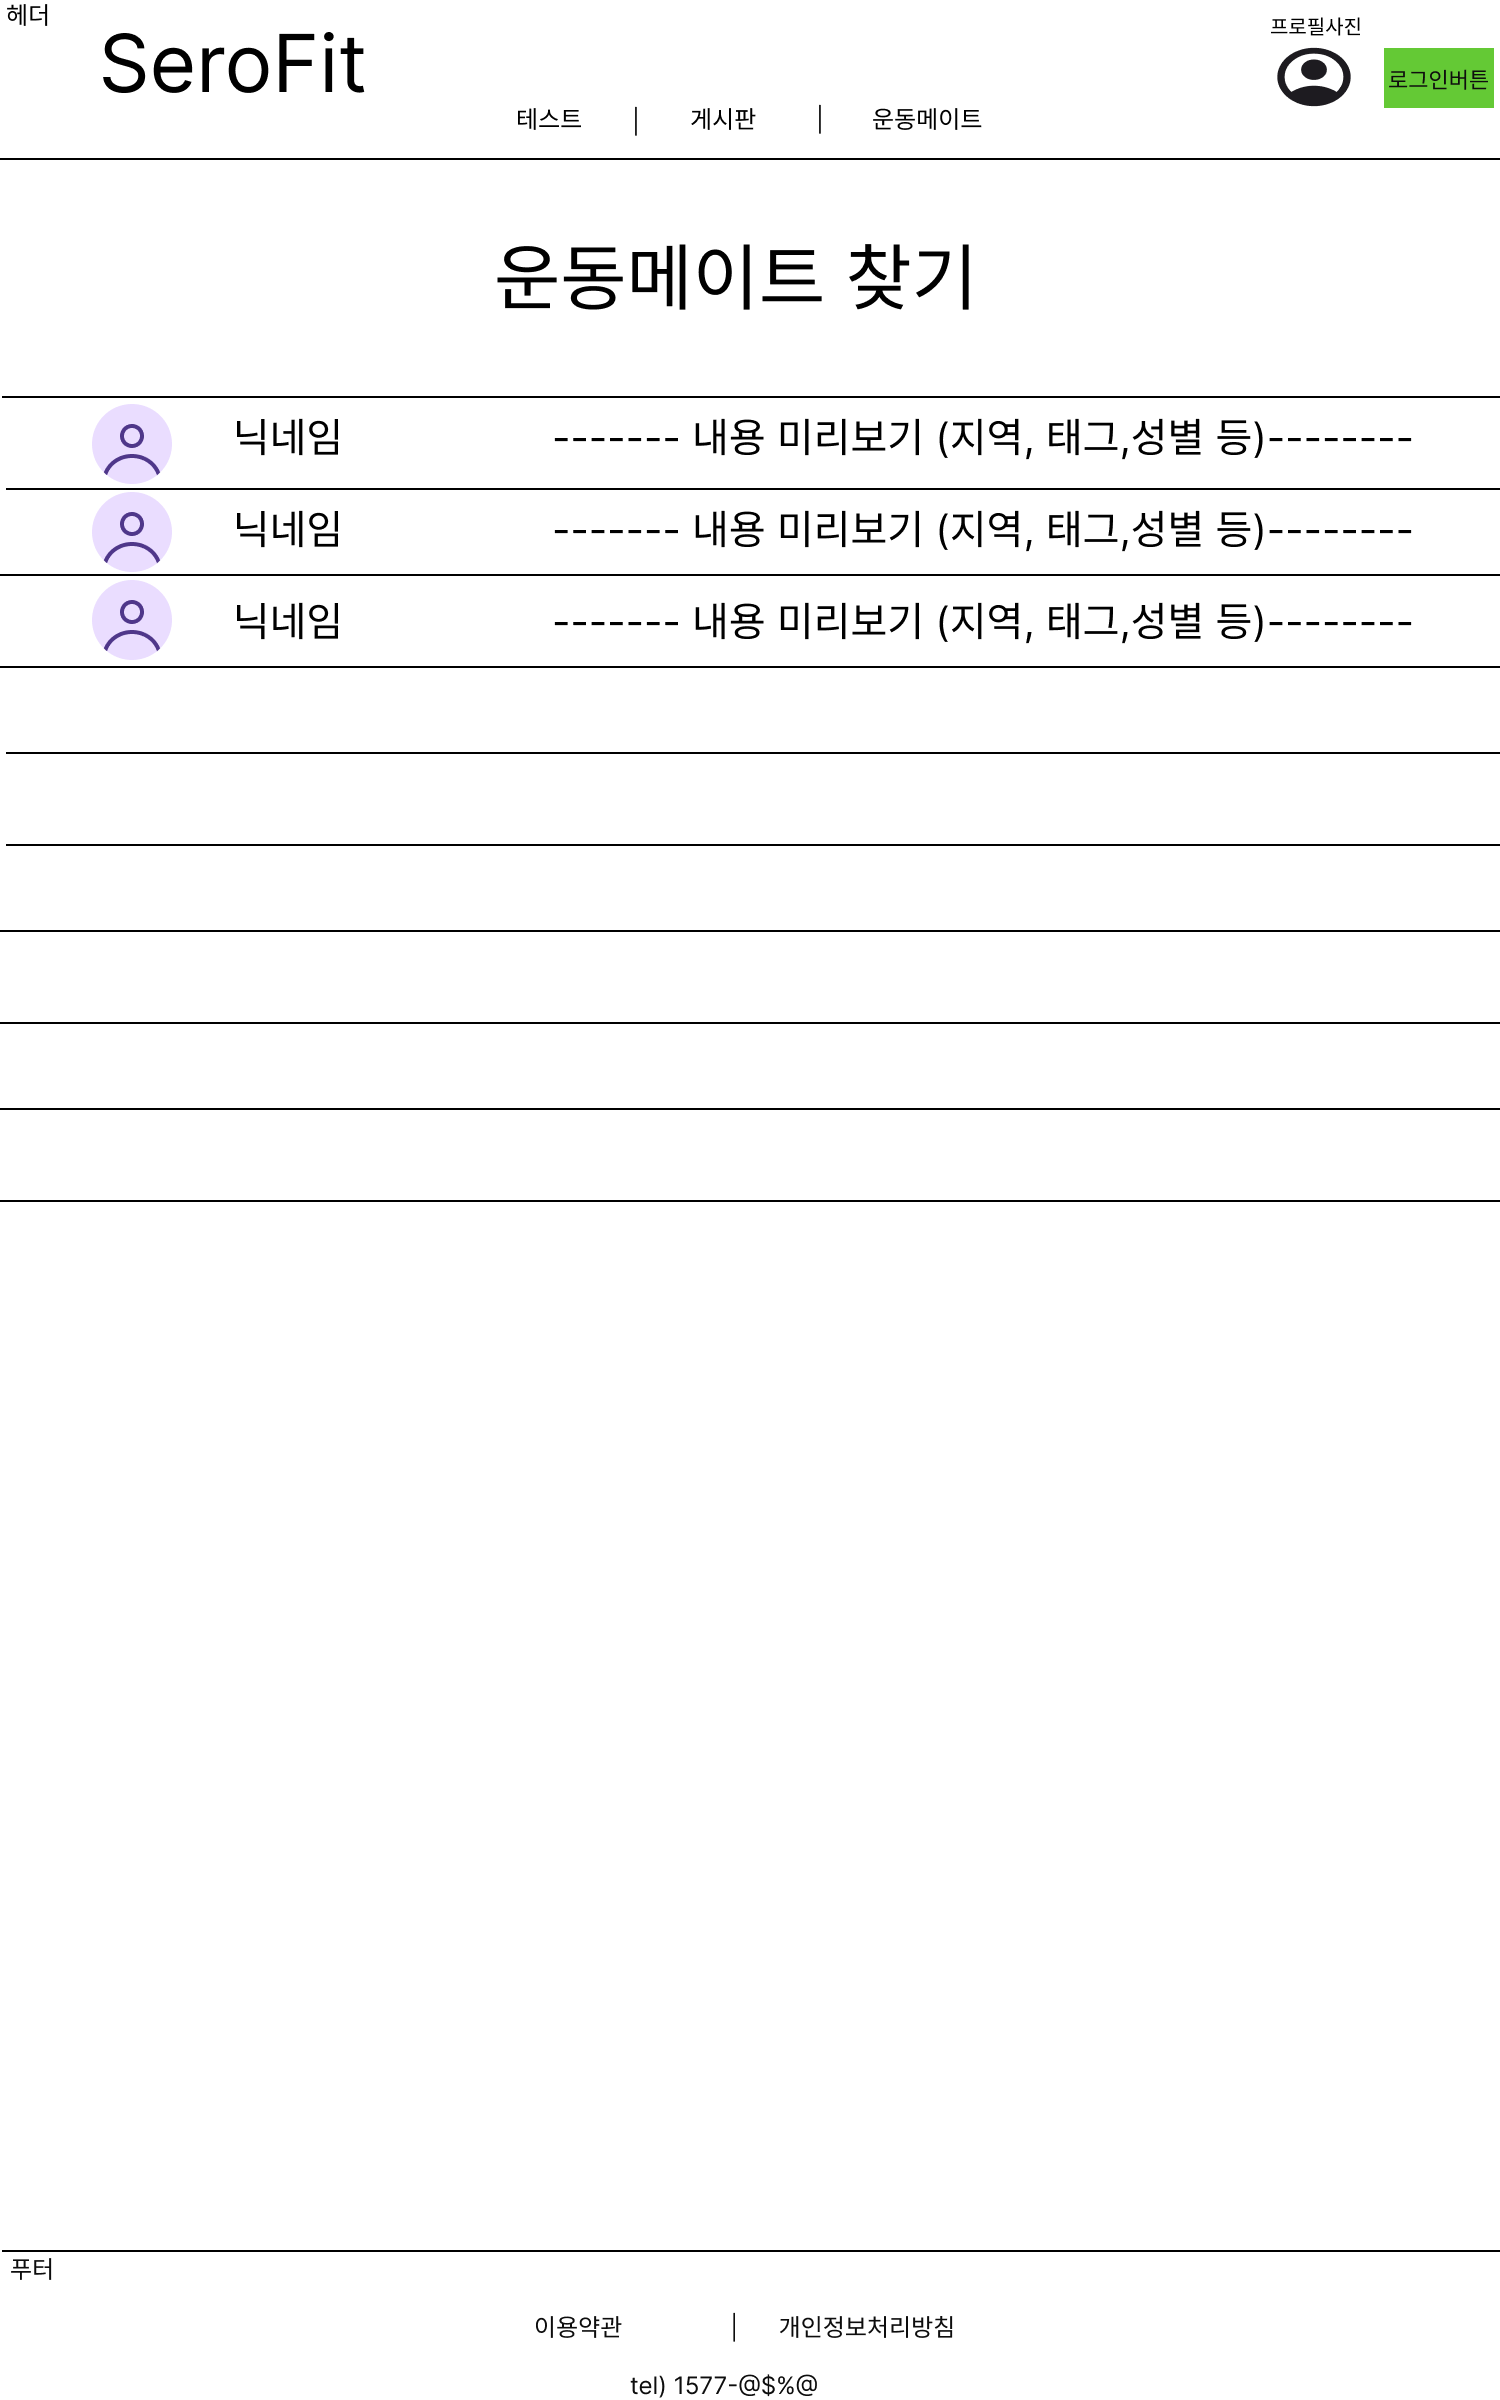 헤더
SeroFit
프로필사진
로그인버튼
테스트 | 게시판 | 운동메이트
운동메이트 찾기
닉네임 ------- 내용 미리보기 (지역, 태그,성별 등)--------
닉네임 ------- 내용 미리보기 (지역, 태그,성별 등)--------
닉네임 ------- 내용 미리보기 (지역, 태그,성별 등)--------
푸터
이용약관 | 개인정보처리방침
tel) 1577-@$%@